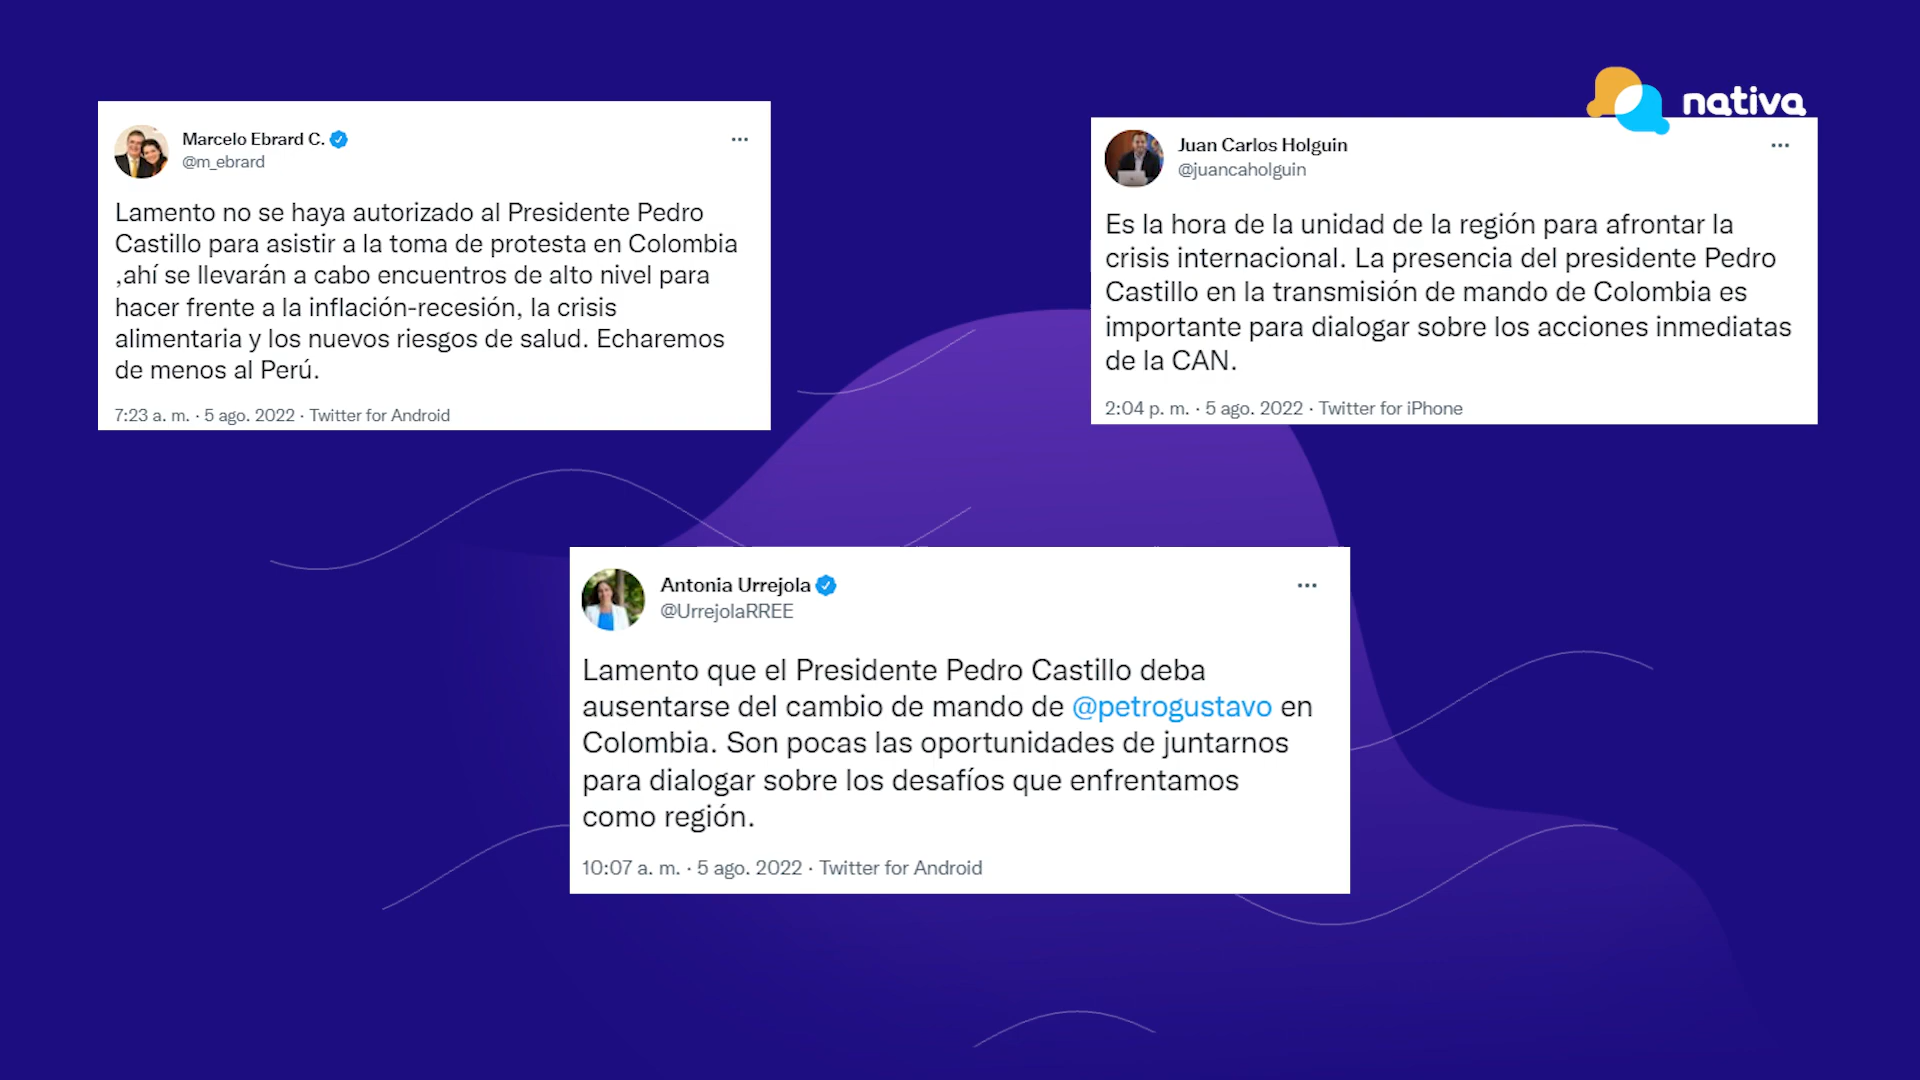 nativa
Marcelo Ebrard C.
@m_ebrard
Lamento no se haya autorizado al Presidente Pedro
Castillo para asistir a la toma de protesta en Colombia
,ahí se llevarán a cabo encuentros de alto nivel para
hacer frente a la inflación-recesión, la crisis
alimentaria y los nuevos riesgos de salud. Echaremos
de menos al Perú.
7:23 a. m. · 5 ago. 2022 · Twitter for Android
Juan Carlos Holguin
@juancaholguin
Es la hora de la unidad de la región para afrontar la
crisis internacional. La presencia del presidente Pedro
Castillo en la transmisión de mando de Colombia es
importante para dialogar sobre los acciones inmediatas
de la CAN.
2:04 p. m. · 5 ago. 2022 · Twitter for iPhone
Antonia Urrejola
@UrrejolaRREE
Lamento que el Presidente Pedro Castillo deba
ausentarse del cambio de mando de @petrogustavo en
Colombia. Son pocas las oportunidades de juntarnos
para dialogar sobre los desafíos que enfrentamos
como región.
10:07 a. m. · 5 ago. 2022 · Twitter for Android